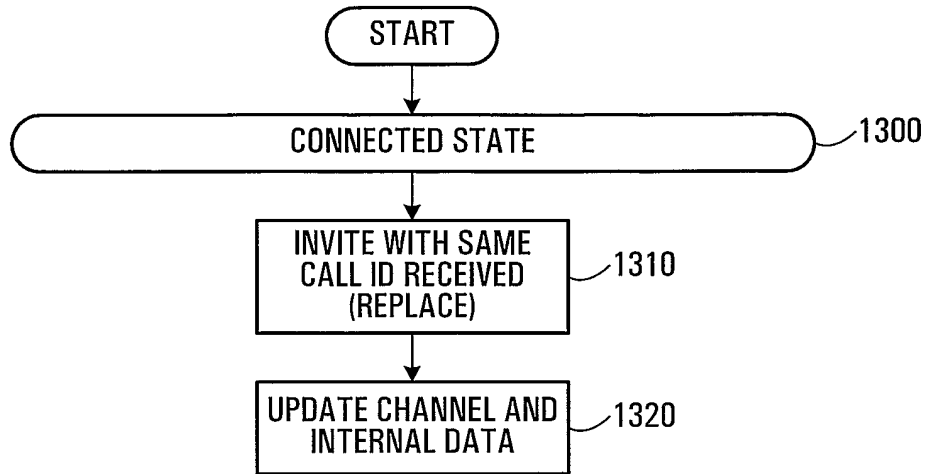 START
CONNECTED STATE
1300
INVITE WITH SAME
CALL ID RECEIVED
(REPLACE)
1310
UPDATE CHANNEL AND
INTERNAL DATA
1320